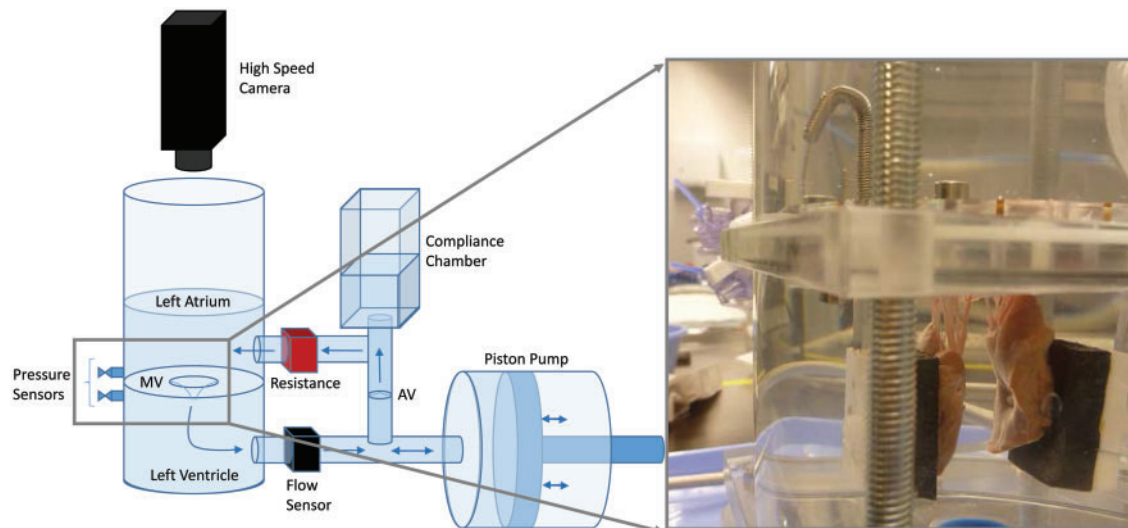 High Speed
Camera
Compliance
Chamber
Left Atrium
Piston Pump
Pressure
Sensors
MV
Resistance
AV
Left Ventricle
Flow
Sensor